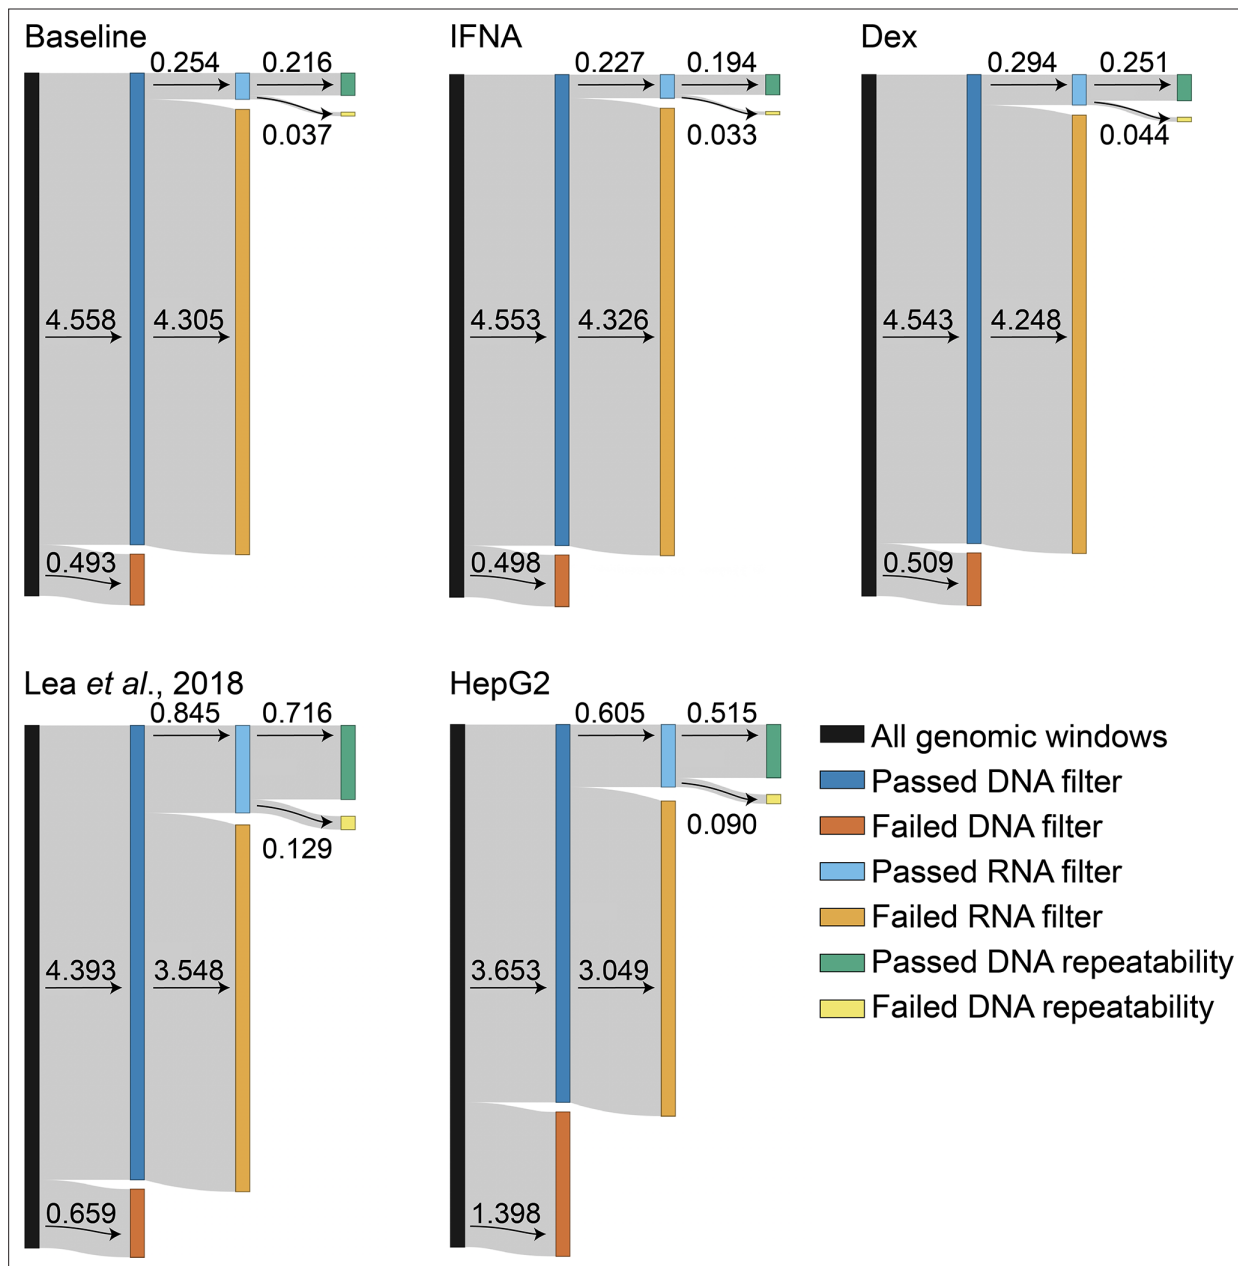 Baseline
0.254
0.216
0.037
4.558
4.305
0.493
IFNA
0.227
0.194
0.033
4.553
4.326
0.498
Dex
0.294
0.251
0.044
4.543
4.248
0.509
Lea et al., 2018
0.845
0.716
0.129
4.393
3.548
0.659
HepG2
0.605
0.515
0.090
3.653
3.049
1.398
All genomic windows
Passed DNA filter
Failed DNA filter
Passed RNA filter
Failed RNA filter
Passed DNA repeatability
Failed DNA repeatability